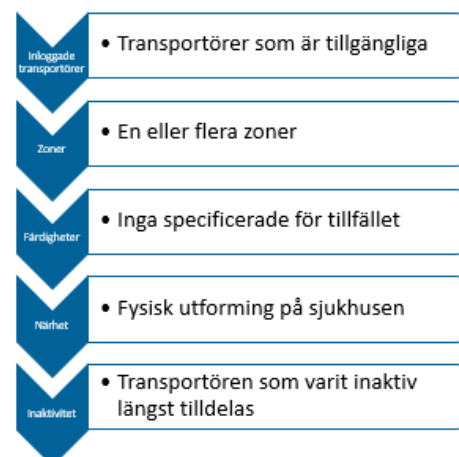 Inloggade
transportörer
• Transportörer som är tillgängliga
Zoner
• En eller flera zoner
Färdigheter
• Inga specificerade för tillfället
Närhet
• Fysisk utforming på sjukhusen
Inaktivitet
• Transportören som varit inaktiv
längst tilldelas